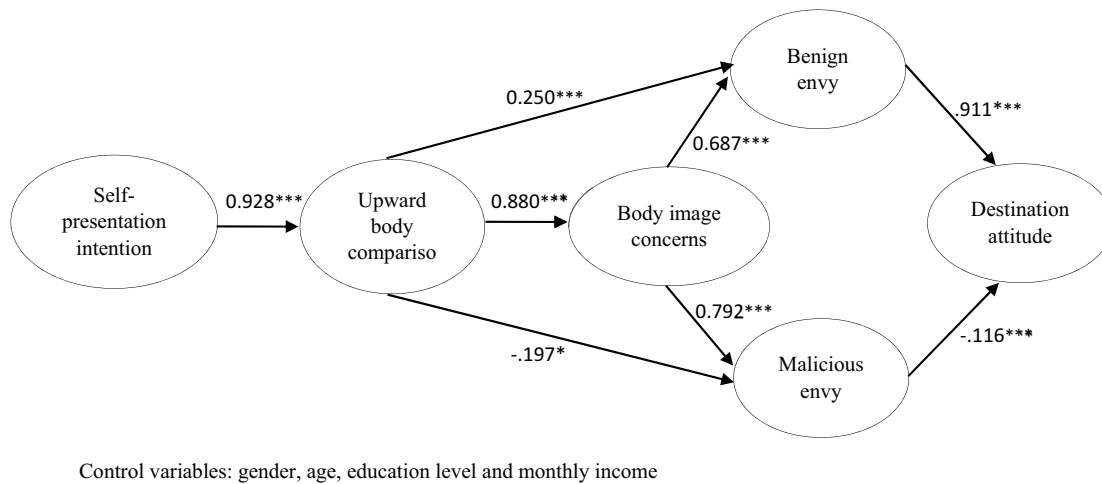 Benign
envy
0.250***
.911***
0.687***
Self-
presentation
intention
0.928***
Upward
body
compariso
0.880***
Body image
concerns
Destination
attitude
0.792***
-.197*
-.116***
Malicious
envy
Control variables: gender, age, education level and monthly income